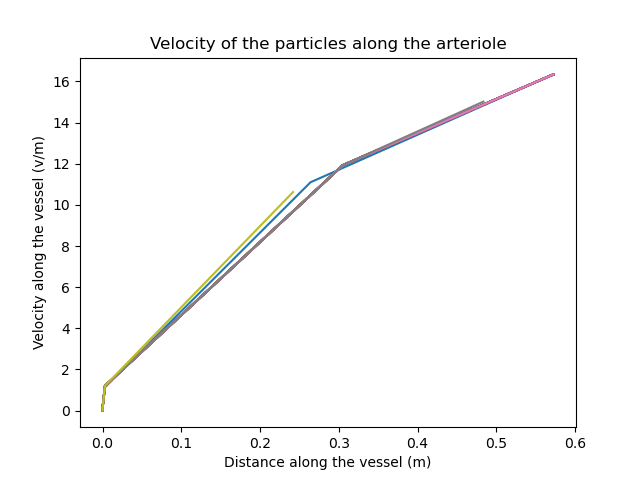 Velocity of the particles along the arteriole
Velocity along the vessel (v/m)
16
14
12
10
8
6
4
2
0
0.0 0.1 0.2 0.3 0.4 0.5 0.6
Distance along the vessel (m)